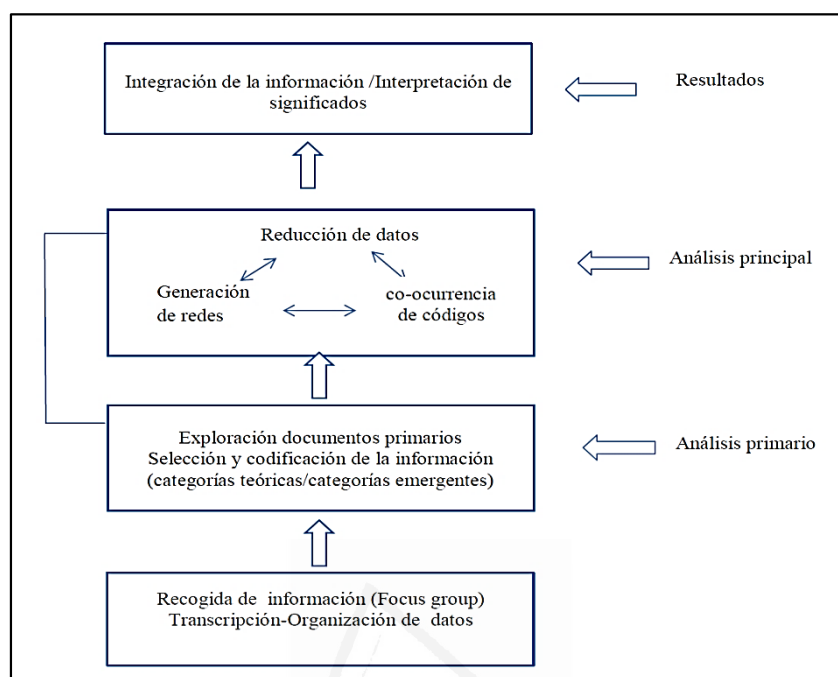 Integración de la información /Interpretación de
significados
Resultados
Reducción de datos
Generación
de redes
co-ocurrencia
de códigos
Análisis principal
Exploración documentos primarios
Selección y codificación de la información
(categorías teóricas/categorías emergentes)
Análisis primario
Recogida de información (Focus group)
Transcripción-Organización de datos